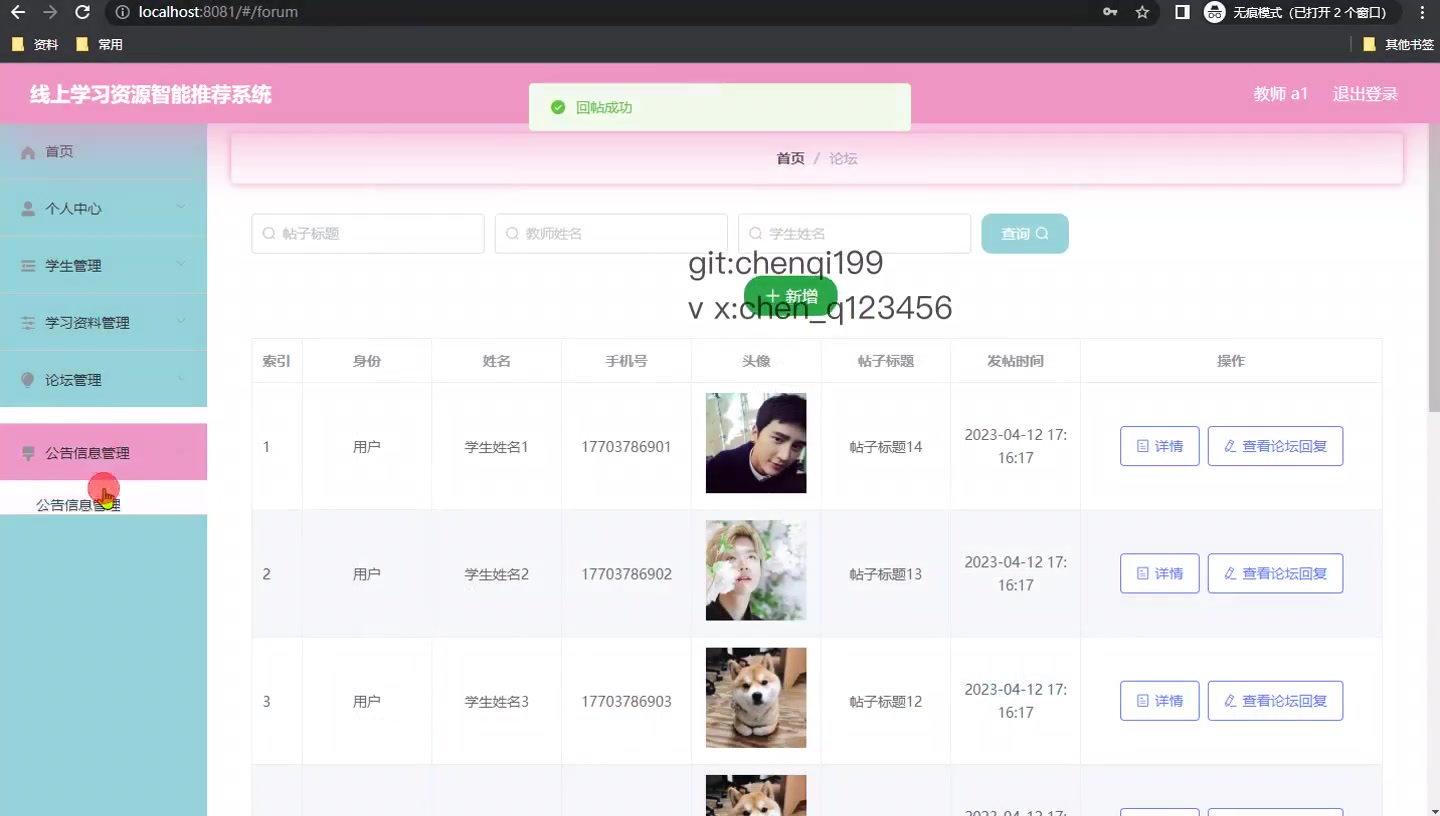 localhost:8081/#/forum
无痕模式（已打开 2 个窗口）
资料
常用
其他书签
线上学习资源智能推荐系统
回帖成功
教师 a1
退出登录
首页
首页 / 论坛
个人中心
学生管理
学习资料管理
论坛管理
公告信息管理
公告信息管理
帖子标题
教师姓名
学生姓名
查询
git:chenqi199
+ 新增
v x:chen_q123456
索引 身份 姓名 手机号 头像 帖子标题 发帖时间 操作
1 用户 学生姓名1 17703786901 帖子标题14 2023-04-12 17:16:17 详情 查看论坛回复
2 用户 学生姓名2 17703786902 帖子标题13 2023-04-12 17:16:17 详情 查看论坛回复
3 用户 学生姓名3 17703786903 帖子标题12 2023-04-12 17:16:17 详情 查看论坛回复